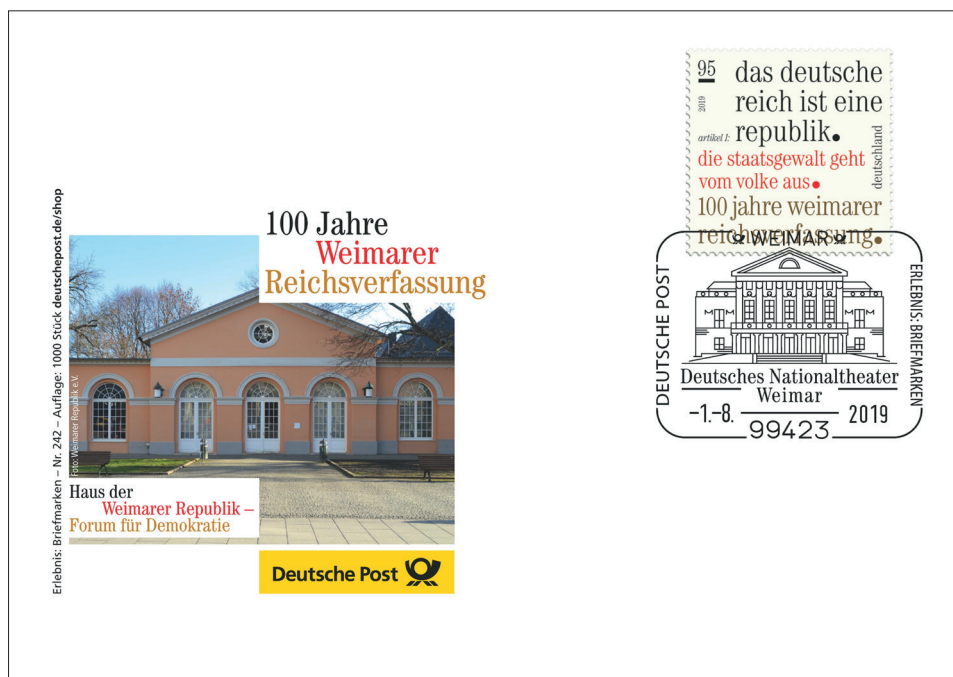 Erlebnis: Briefmarken – Nr. 242 – Auflage: 1000 Stück deutschepost.de/shop
100 Jahre
Weimarer
Reichsverfassung
Foto: Weimarer Republik e.V.
Haus der
Weimarer Republik –
Forum für Demokratie
Deutsche Post
95
2019
das deutsche
reich ist eine
artikel 1: republik.
deutschland
die staatsgewalt geht
vom volke aus.
100 jahre weimarer
reichsverfassung.
WEIMAR
DEUTSCHE POST
ERLEBNIS: BRIEFMARKEN
Deutsches Nationaltheater
Weimar
-1.-8. 2019
99423